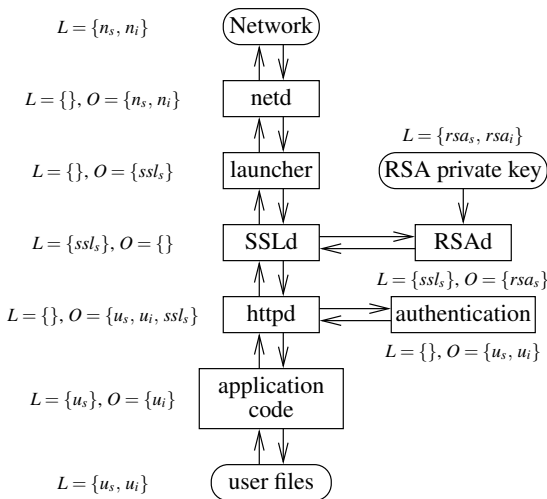 L = {n_s, n_i}
Network
L = {}, O = {n_s, n_i}
netd
L = {rsa_s, rsa_i}
L = {}, O = {ssl_s}
launcher
RSA private key
L = {ssl_s}, O = {}
SSLd
RSAd
L = {ssl_s}, O = {rsa_s}
L = {}, O = {u_s, u_i, ssl_s}
httpd
authentication
L = {}, O = {u_s, u_i}
L = {u_s}, O = {u_i}
application
code
L = {u_s, u_i}
user files